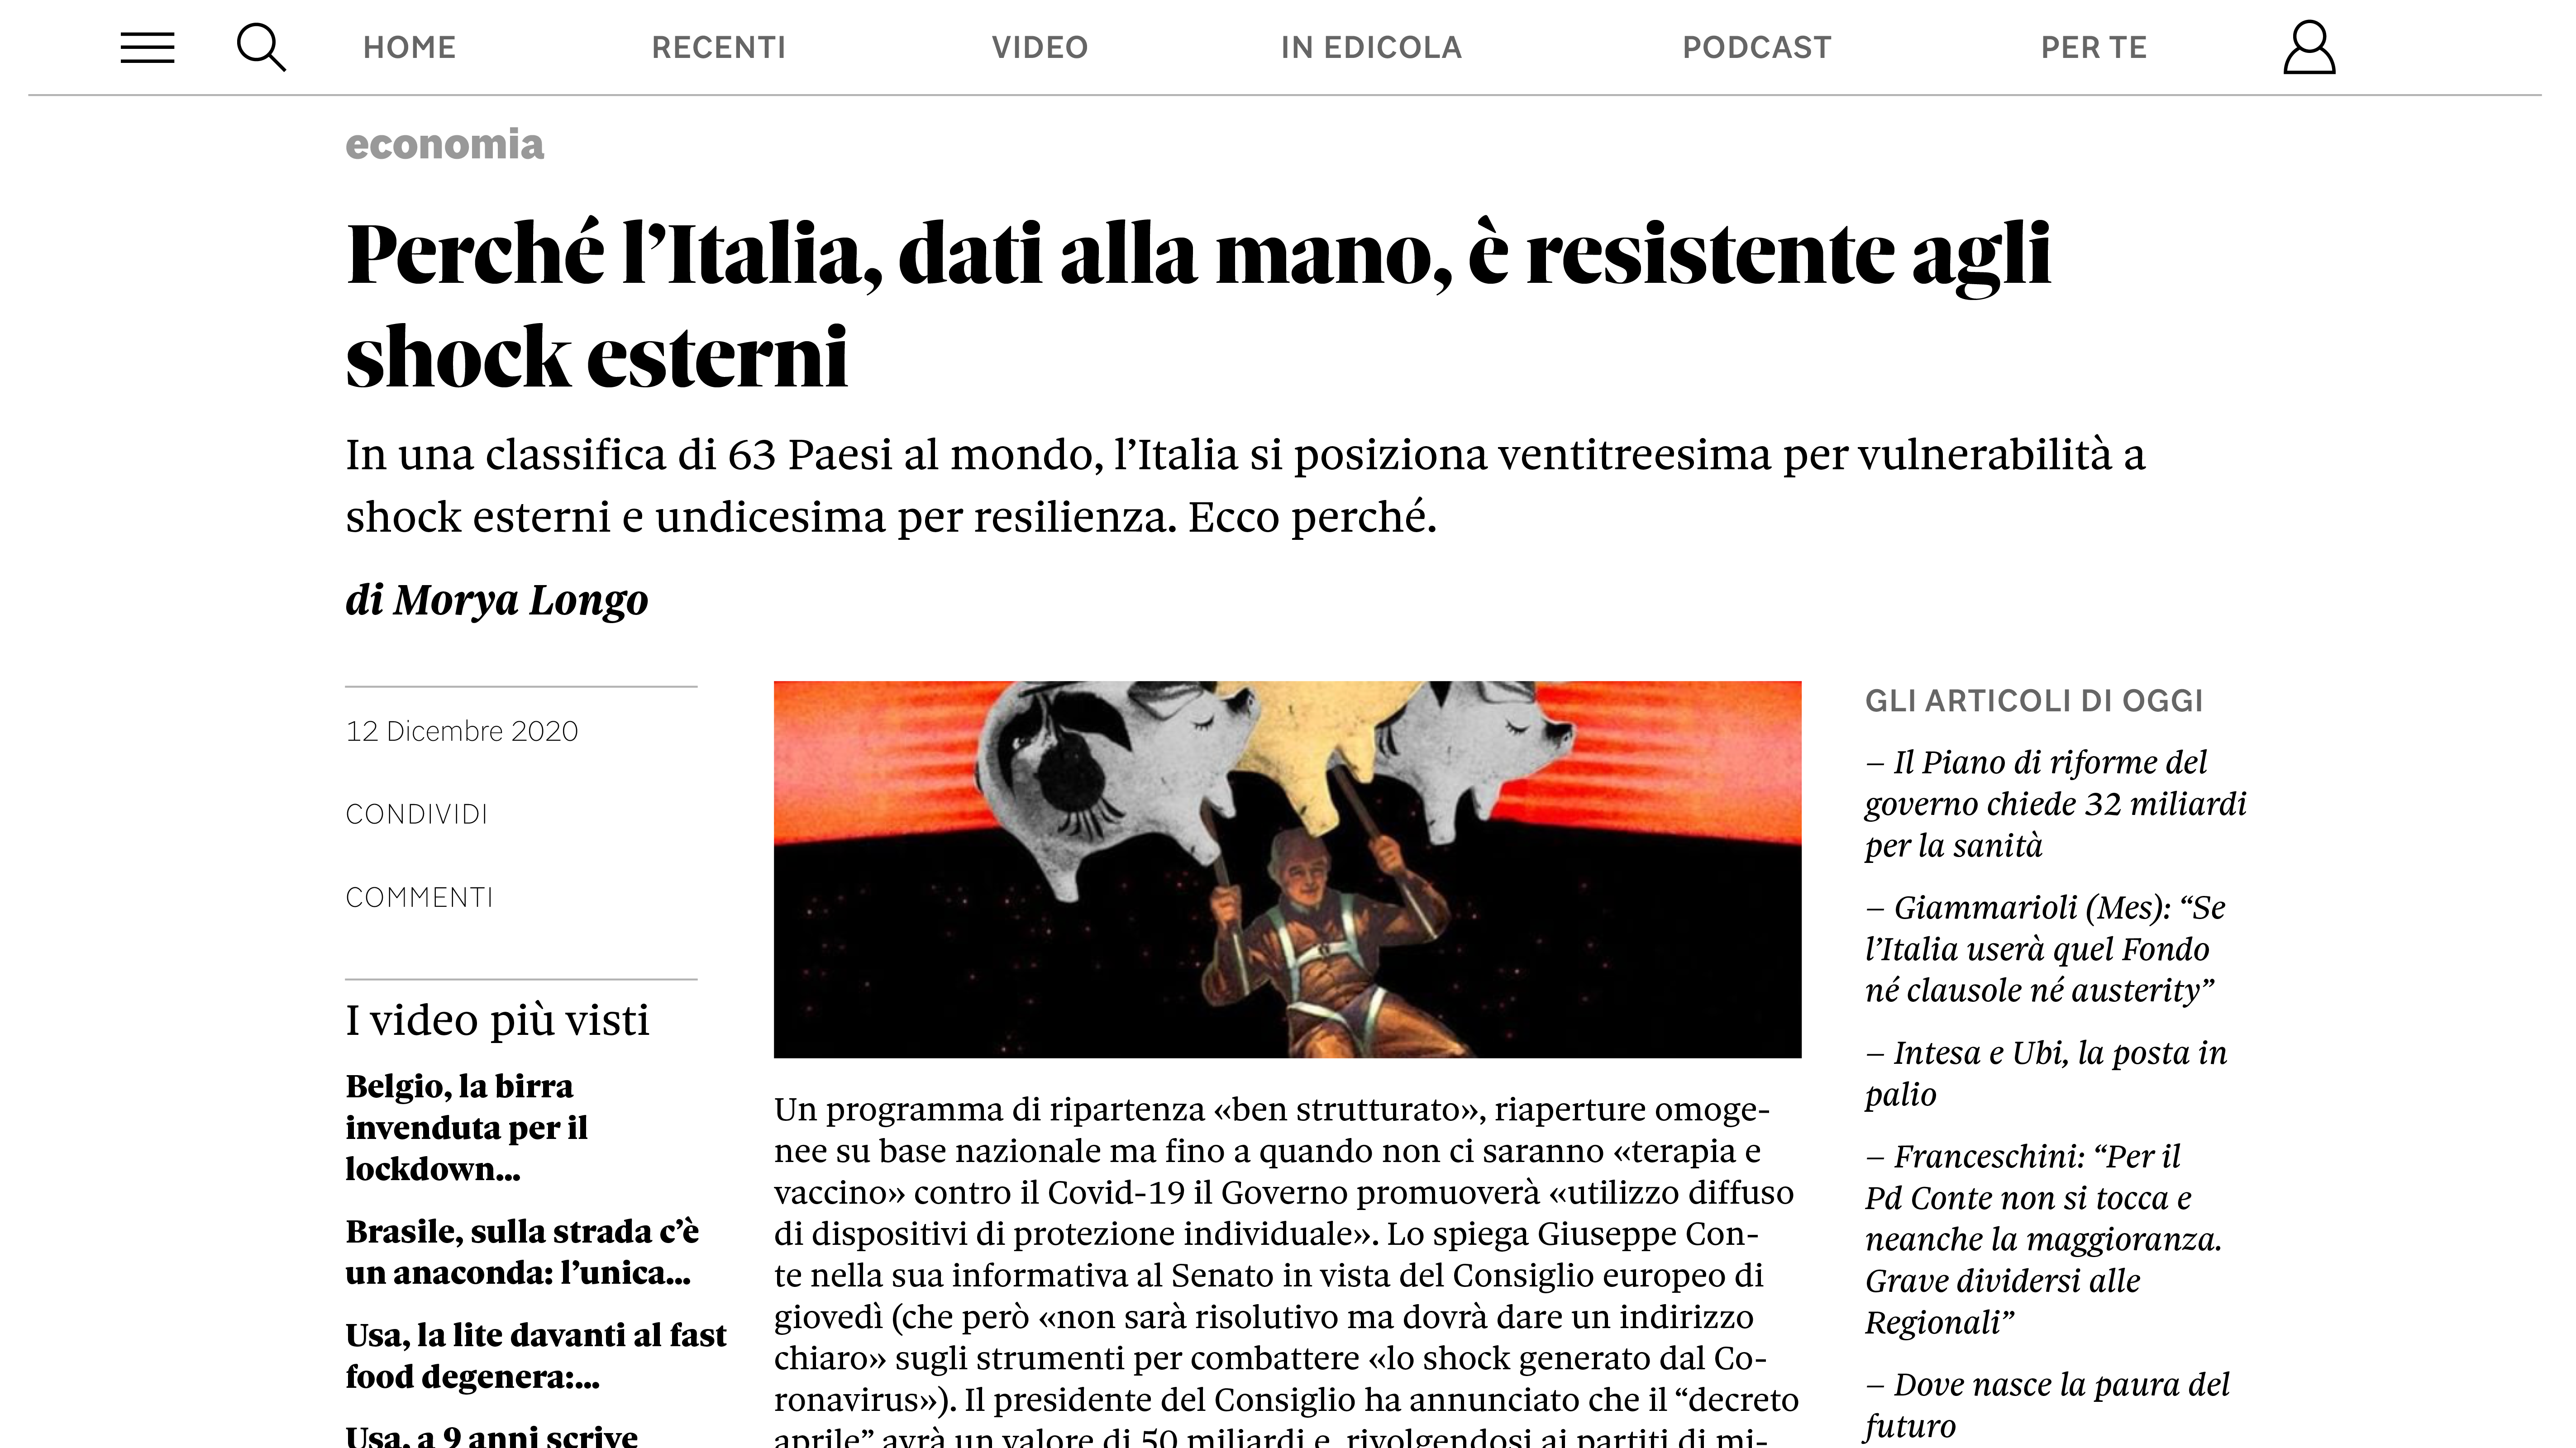 HOME RECENTI VIDEO IN EDICOLA PODCAST PER TE
economia
Perché l’Italia, dati alla mano, è resistente agli
shock esterni
In una classifica di 63 Paesi al mondo, l’Italia si posiziona ventitreesima per vulnerabilità a
shock esterni e undicesima per resilienza. Ecco perché.
di Morya Longo
12 Dicembre 2020
CONDIVIDI
COMMENTI
I video più visti
Belgio, la birra
invenduta per il
lockdown...
Brasile, sulla strada c’è
un anaconda: l’unica...
Usa, la lite davanti al fast
food degenera:...
Usa, a 9 anni scrive
Un programma di ripartenza «ben strutturato», riaperture omoge-
nee su base nazionale ma fino a quando non ci saranno «terapia e
vaccino» contro il Covid-19 il Governo promuoverà «utilizzo diffuso
di dispositivi di protezione individuale». Lo spiega Giuseppe Con-
te nella sua informativa al Senato in vista del Consiglio europeo di
giovedì (che però «non sarà risolutivo ma dovrà dare un indirizzo
chiaro» sugli strumenti per combattere «lo shock generato dal Co-
ronavirus»). Il presidente del Consiglio ha annunciato che il “decreto
aprile” avrà un valore di 50 miliardi e, rivolgendosi ai partiti di mi-
GLI ARTICOLI DI OGGI
– Il Piano di riforme del
governo chiede 32 miliardi
per la sanità
– Giammarioli (Mes): “Se
l’Italia userà quel Fondo
né clausole né austerity”
– Intesa e Ubi, la posta in
palio
– Franceschini: “Per il
Pd Conte non si tocca e
neanche la maggioranza.
Grave dividersi alle
Regionali”
– Dove nasce la paura del
futuro